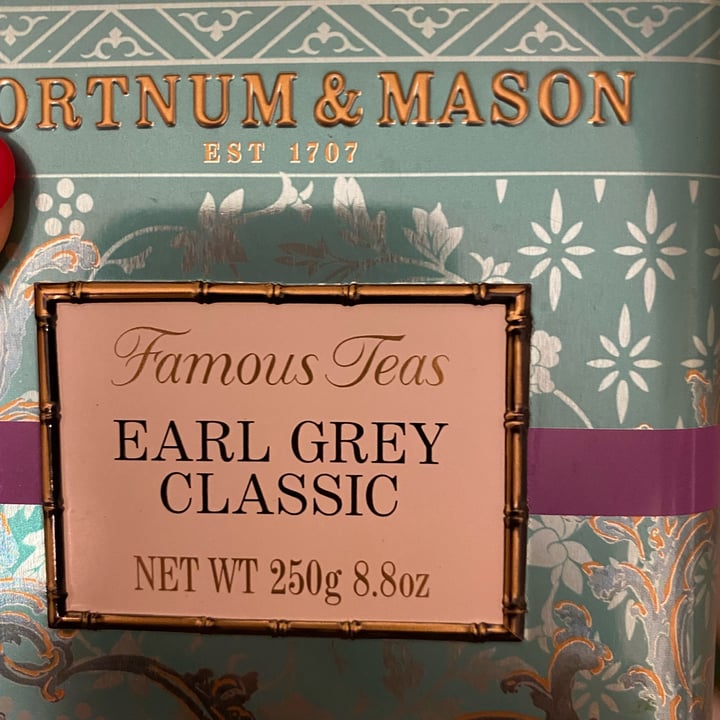 ORTNUM & MASON
EST 1707
Famous Teas
EARL GREY
CLASSIC
NET WT 250g 8.8oz